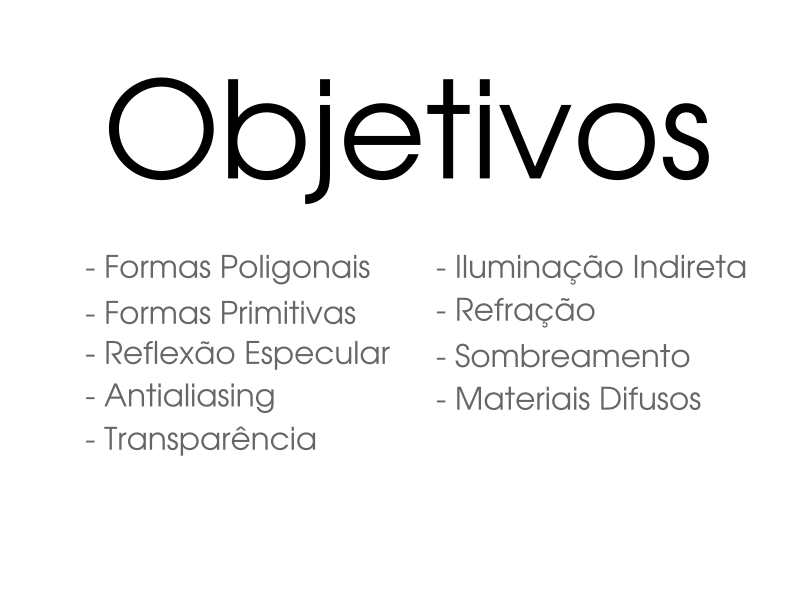 Objetivos
- Formas Poligonais
- Formas Primitivas
- Reflexão Especular
- Antialiasing
- Transparência
- Iluminação Indireta
- Refração
- Sombreamento
- Materiais Difusos